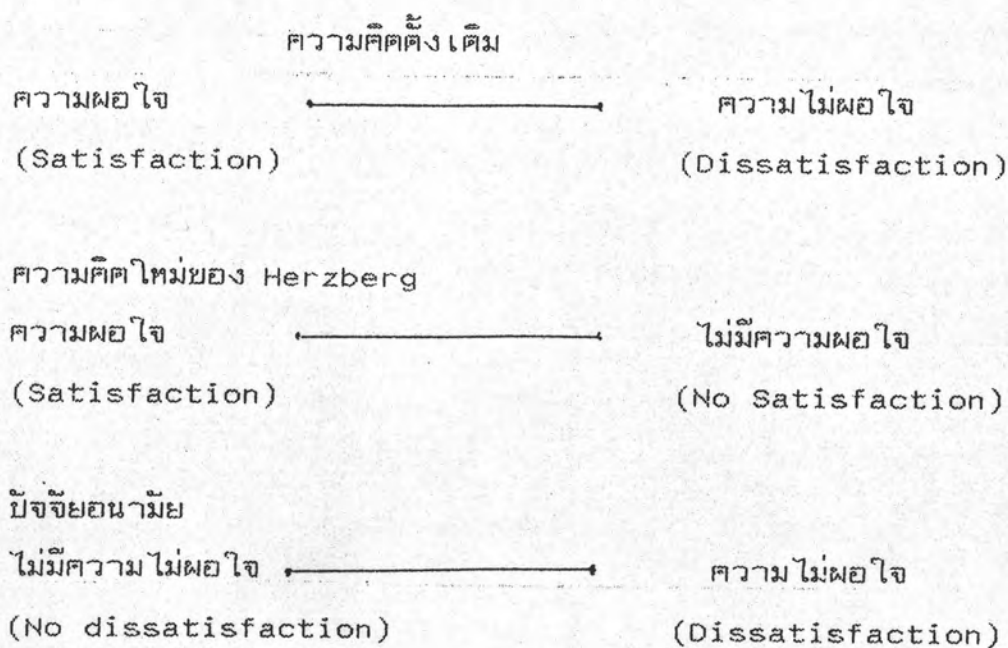 ความคิดดั้งเดิม
ความพอใจ ความไม่พอใจ
(Satisfaction) (Dissatisfaction)
ความคิดใหม่ของ Herzberg
ความพอใจ ไม่มีความพอใจ
(Satisfaction) (No Satisfaction)
ปัจจัยอนามัย
ไม่มีความไม่พอใจ ความไม่พอใจ
(No dissatisfaction) (Dissatisfaction)